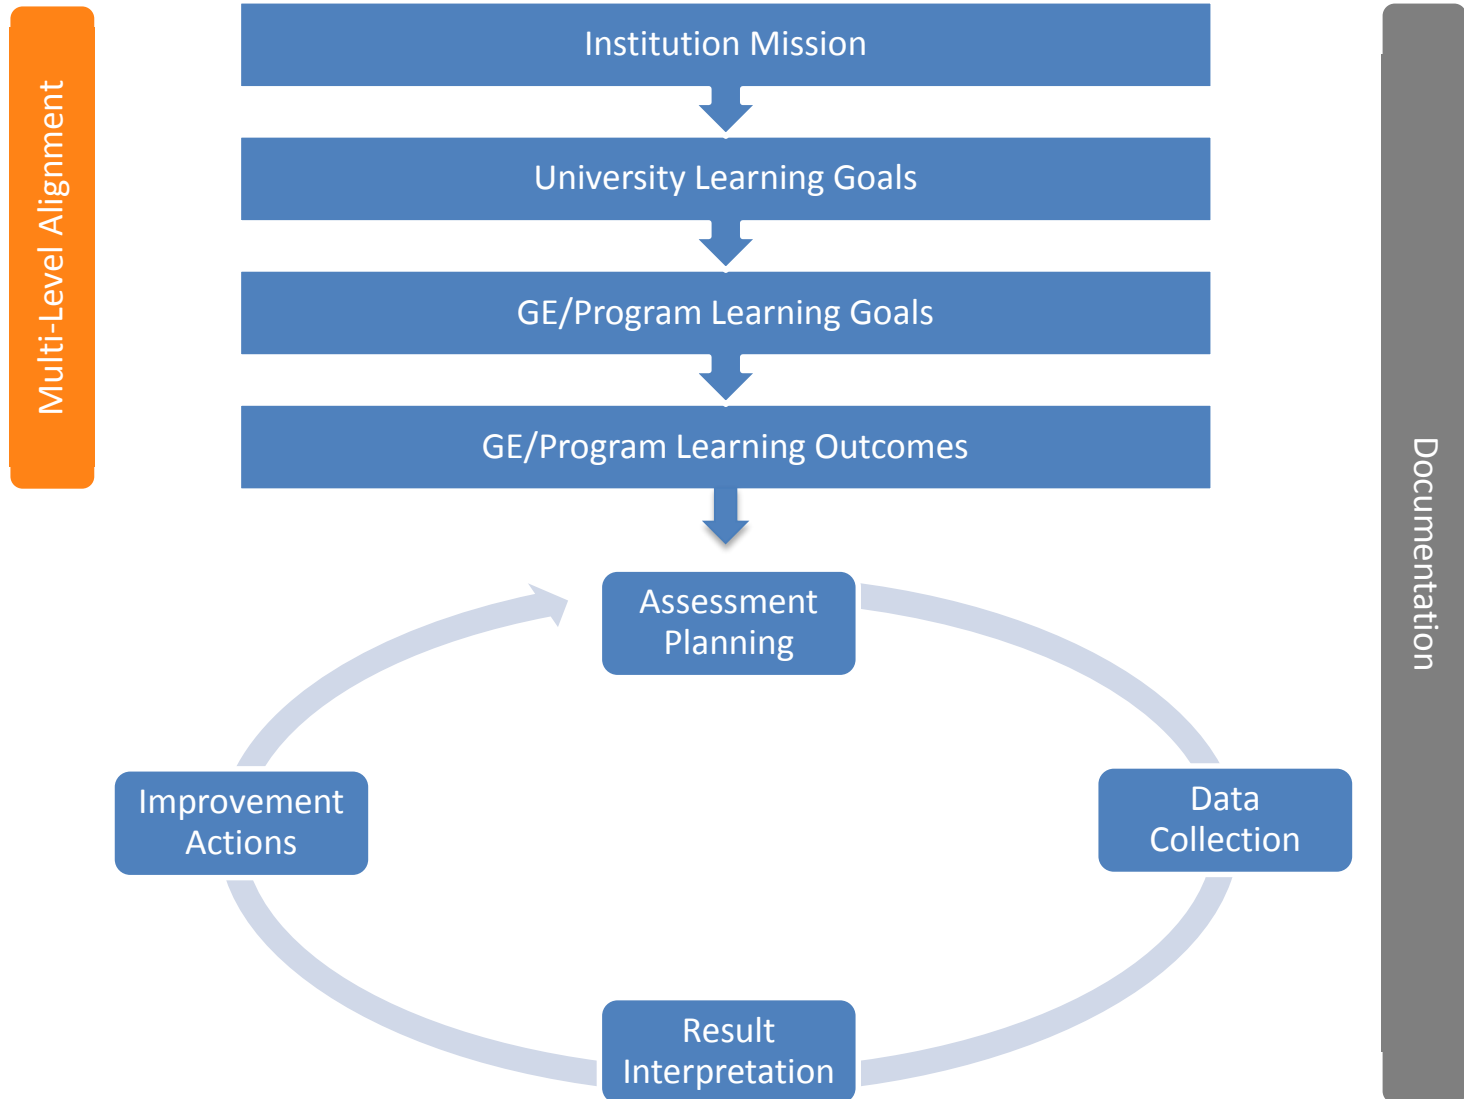 Multi-Level Alignment
Institution Mission
University Learning Goals
GE/Program Learning Goals
GE/Program Learning Outcomes
Documentation
Assessment
Planning
Data
Collection
Result
Interpretation
Improvement
Actions